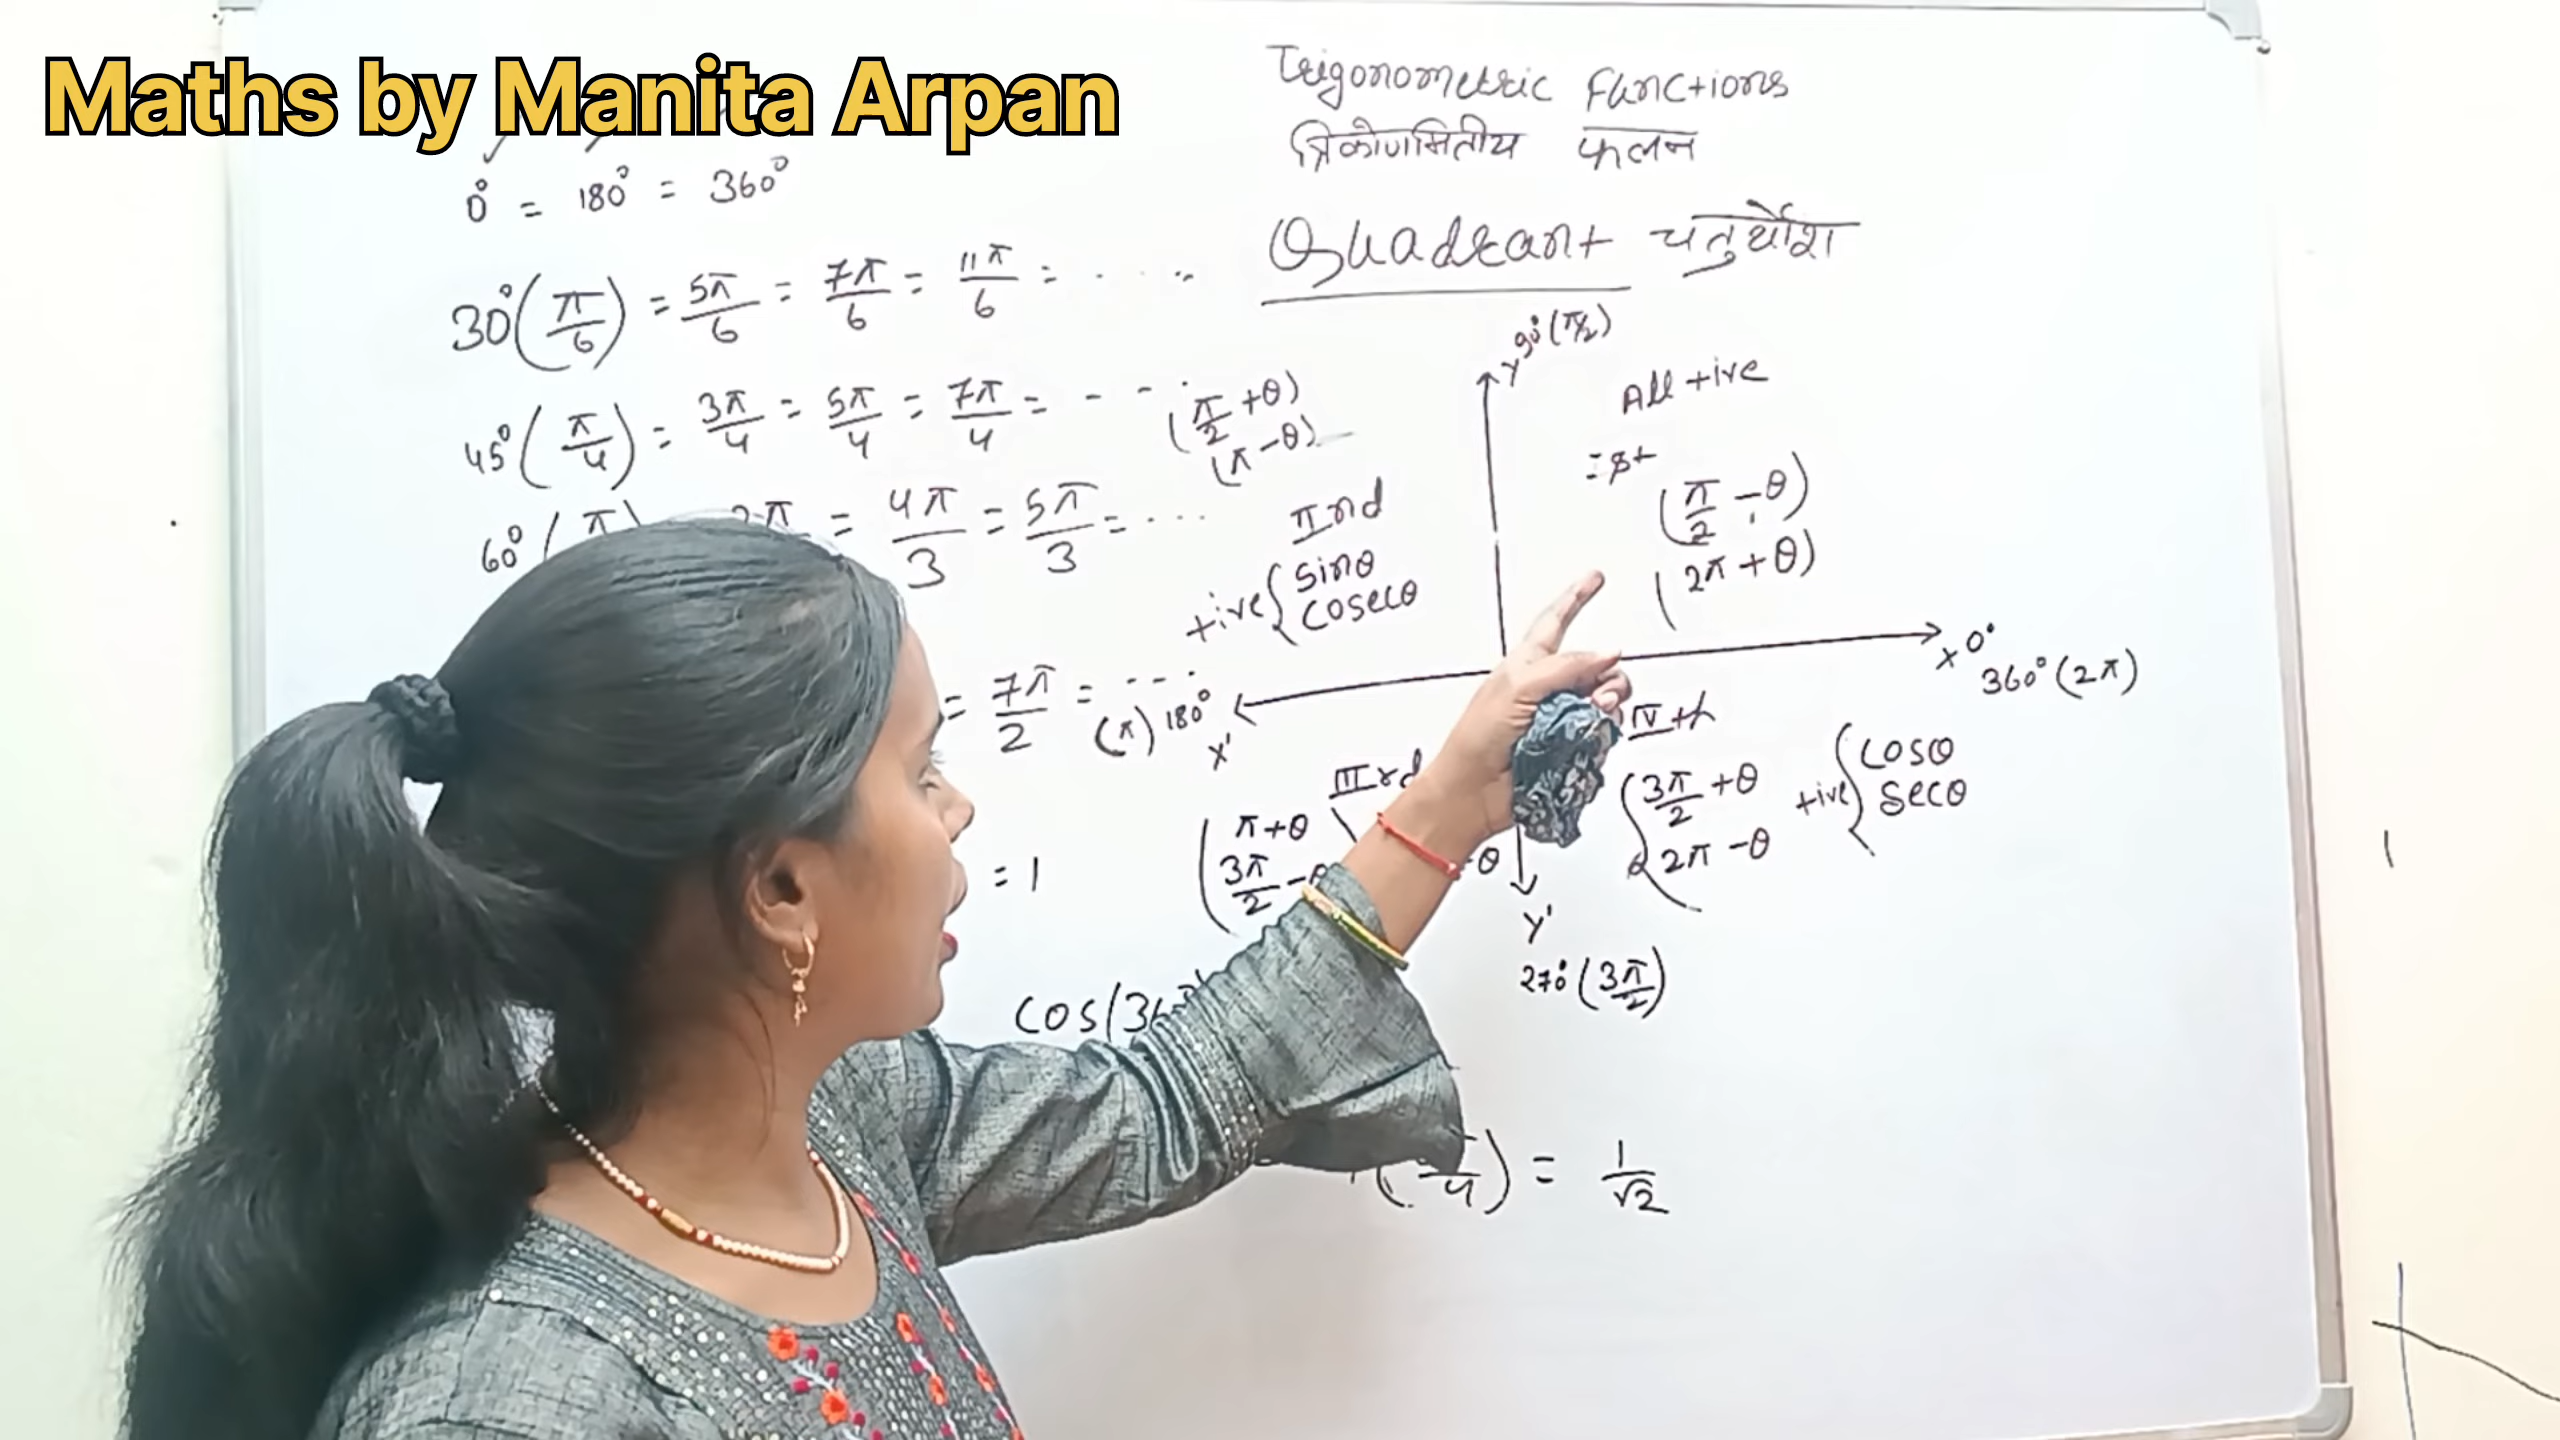 Maths by Manita Arpan
Trigonometric Functions
त्रिकोणमितीय फलन
Quadrant चतुर्थांश
0° = 180° = 360°
30° (π/6) = 5π/6 = 7π/6 = 11π/6 = . . . .
45° (π/4) = 3π/4 = 5π/4 = 7π/4 = - - .
60° (π = 4π/3 = 5π/3 = . . .
= 7π/2 = - - - .
= 1
cos(36
4) = 1/√2
Y 90° (π/2)
All +ive
(π/2 - θ)
(2π + θ)
(π/2 + θ)
(π - θ)
IInd
+ive { sinθ
cosecθ
(π) 180°
X'
X 0°
360° (2π)
IIIrd
π + θ
3π/2 - θ
IVth
3π/2 + θ
2π - θ
+ive { cosθ
secθ
Y'
270° (3π/2)